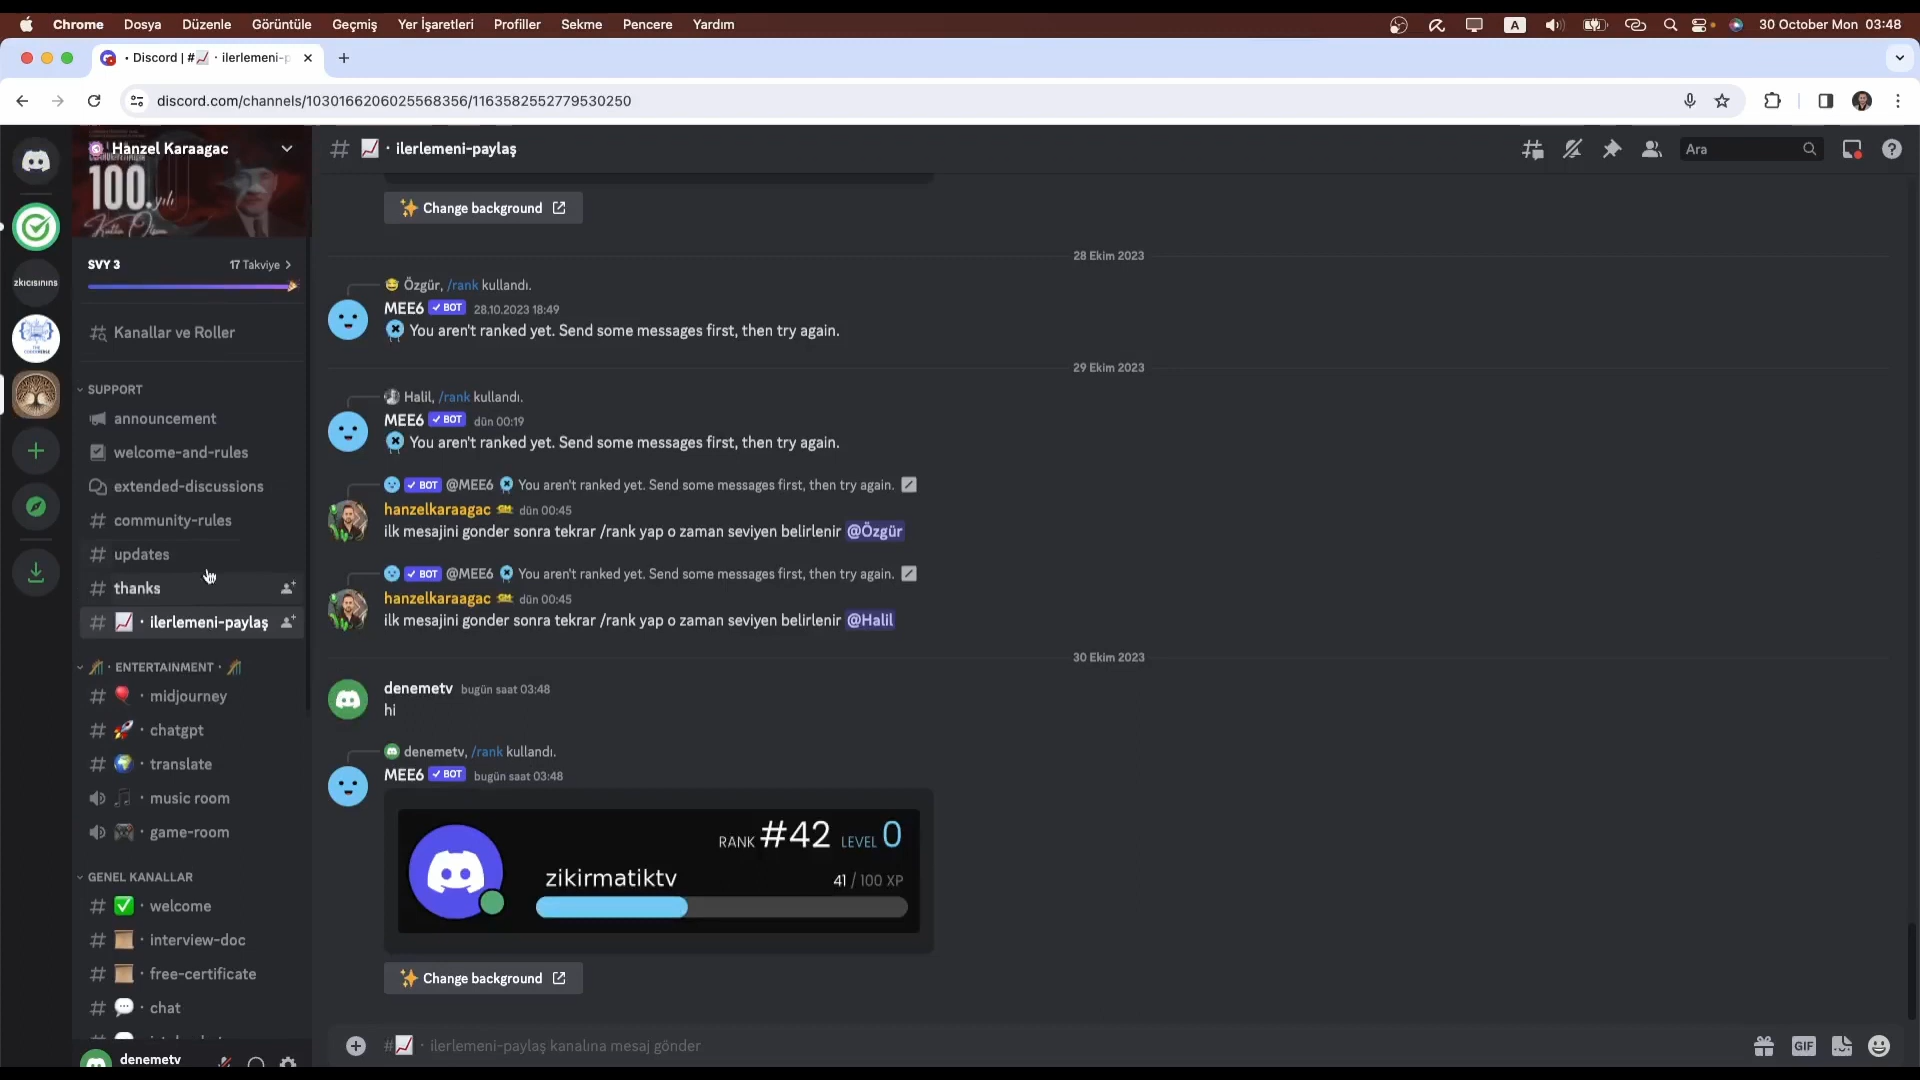 Chrome Dosya Düzenle Görüntüle Geçmiş Yer İşaretleri Profiller Sekme Pencere Yardım A 30 October Mon 03:48
• Discord | #📈 · ilerlemeni-p
discord.com/channels/1030166206025568356/1163582552779530250
Hanzel Karaagac
100.yılı
Kutlu Olsun
SVY 3 17 Takviye
Kanallar ve Roller
SUPPORT
announcement
welcome-and-rules
extended-discussions
community-rules
updates
thanks
📈 · ilerlemeni-paylaş
ENTERTAINMENT ·
🎈 · midjourney
🚀 · chatgpt
🌍 · translate
🎵 · music room
🎮 · game-room
GENEL KANALLAR
✅ · welcome
📜 · interview-doc
📜 · free-certificate
💬 · chat
denemetv
zkicisinins
# 📈 · ilerlemeni-paylaş
Ara
✨ Change background
28 Ekim 2023
Özgür, /rank kullandı.
MEE6 ✓ BOT 28.10.2023 18:49
You aren't ranked yet. Send some messages first, then try again.
29 Ekim 2023
Halil, /rank kullandı.
MEE6 ✓ BOT dün 00:19
You aren't ranked yet. Send some messages first, then try again.
✓ BOT @MEE6 You aren't ranked yet. Send some messages first, then try again.
hanzelkaraagac dün 00:45
ilk mesajini gonder sonra tekrar /rank yap o zaman seviyen belirlenir @Özgür
✓ BOT @MEE6 You aren't ranked yet. Send some messages first, then try again.
hanzelkaraagac dün 00:45
ilk mesajini gonder sonra tekrar /rank yap o zaman seviyen belirlenir @Halil
30 Ekim 2023
denemetv bugün saat 03:48
hi
denemetv, /rank kullandı.
MEE6 ✓ BOT bugün saat 03:48
RANK #42 LEVEL 0
zikirmatiktv 41 / 100 XP
✨ Change background
#📈 · ilerlemeni-paylaş kanalına mesaj gönder
GIF